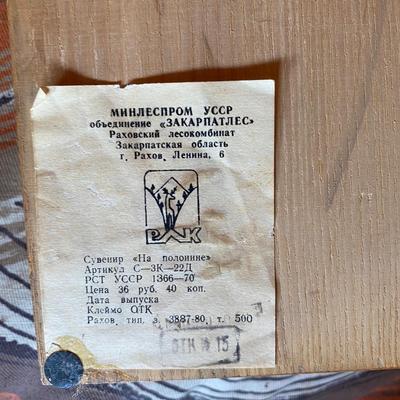 МИНЛЕСПРОМ УССР
объединение «ЗАКАРПАТЛЕС»
Раховский лесокомбинат
Закарпатская область
г. Рахов, Ленина, 6
РЛК
Сувенир «На полонине»
Артикул С—ЗК—22Д
РСТ УССР 1366—70
Цена 36 руб. 40 коп.
Дата выпуска
Клеймо ОТК
Рахов, тип. з. 3887-80, т. 500
ОТК № 15